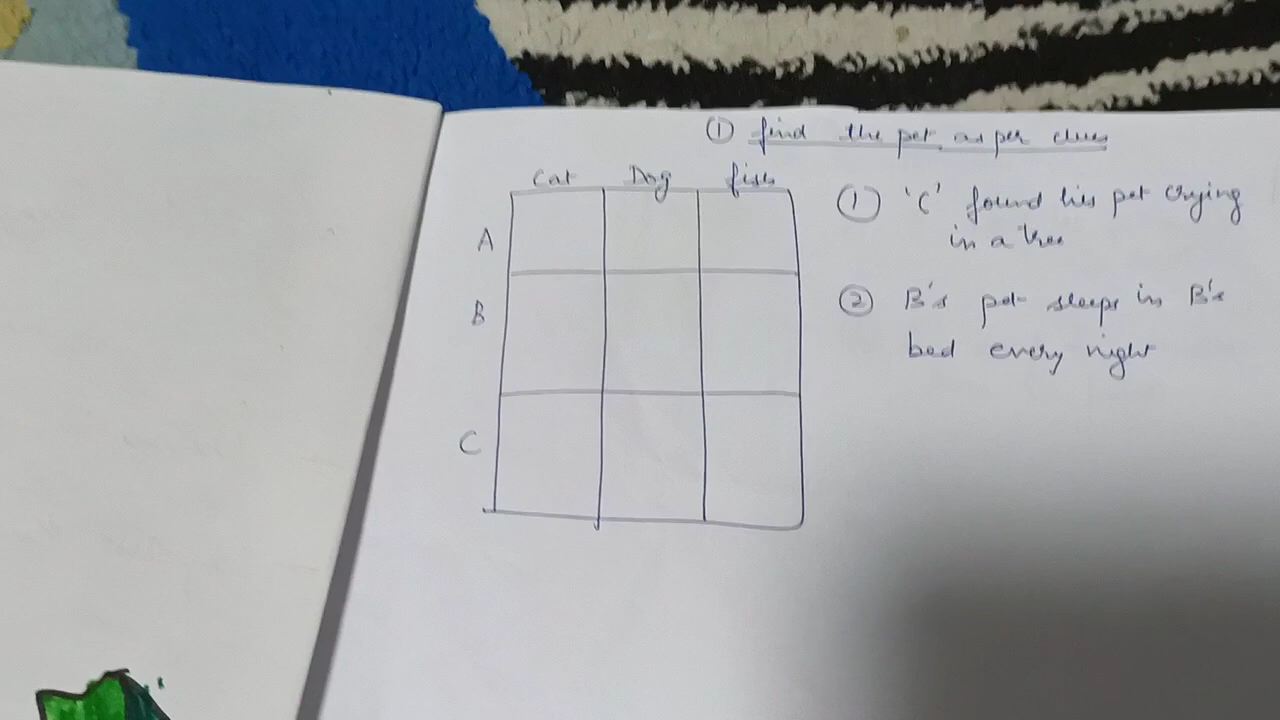 ① find the pet as per clues
Cat Dog fish
A
B
C
① 'C' found his pet crying
in a tree
② B's pet sleeps in B's
bed every night